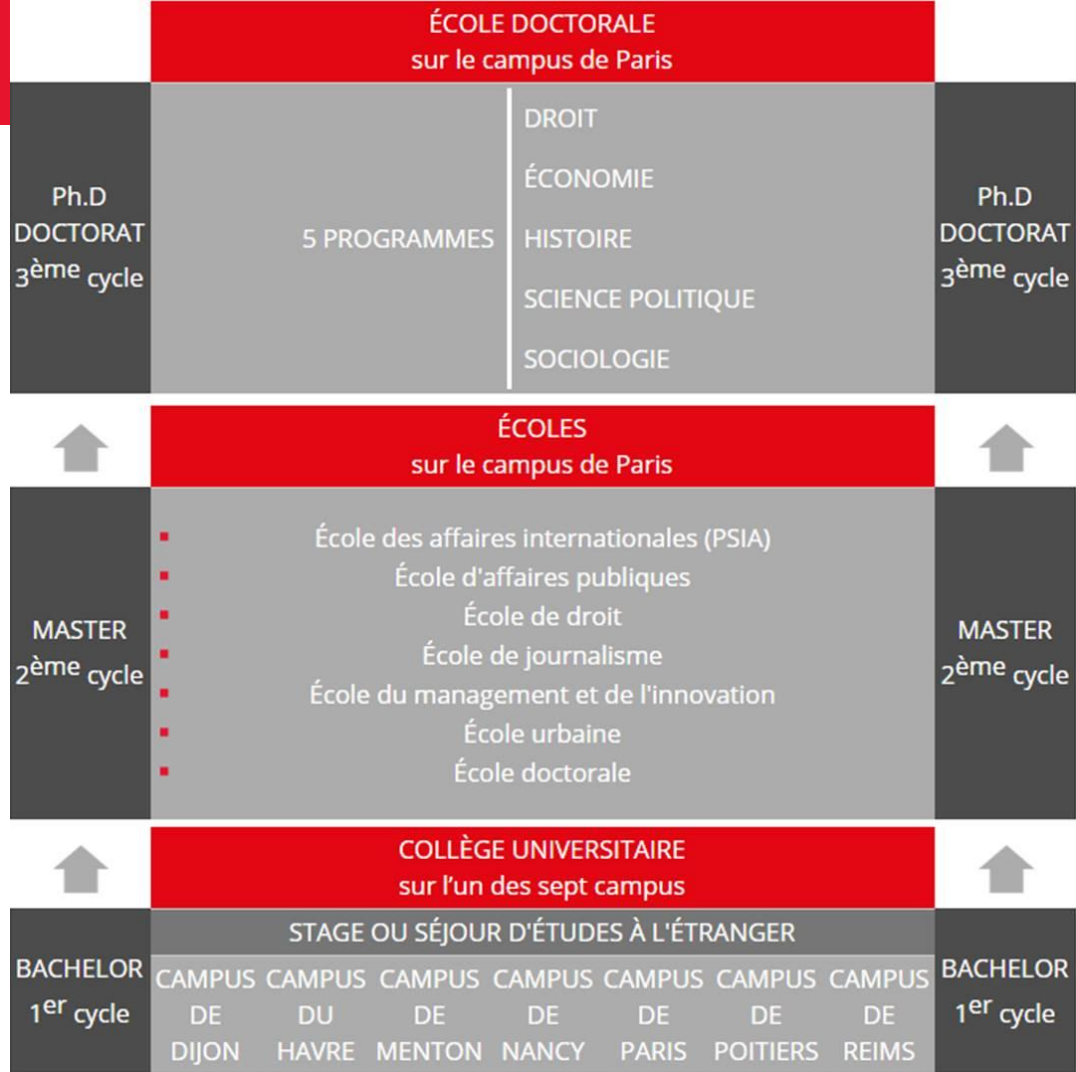 ÉCOLE DOCTORALE
sur le campus de Paris
Ph.D
DOCTORAT
3ème cycle
5 PROGRAMMES
DROIT
ÉCONOMIE
HISTOIRE
SCIENCE POLITIQUE
SOCIOLOGIE
Ph.D
DOCTORAT
3ème cycle
ÉCOLES
sur le campus de Paris
MASTER
2ème cycle
École des affaires internationales (PSIA)
École d'affaires publiques
École de droit
École de journalisme
École du management et de l'innovation
École urbaine
École doctorale
MASTER
2ème cycle
COLLÈGE UNIVERSITAIRE
sur l’un des sept campus
BACHELOR
1er cycle
STAGE OU SÉJOUR D'ÉTUDES À L'ÉTRANGER
CAMPUS DE DIJON
CAMPUS DU HAVRE
CAMPUS DE MENTON
CAMPUS DE NANCY
CAMPUS DE PARIS
CAMPUS DE POITIERS
CAMPUS DE REIMS
BACHELOR
1er cycle